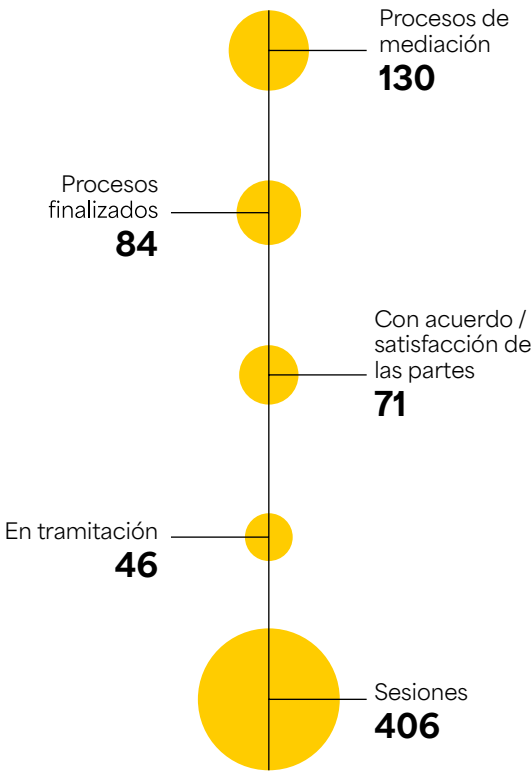 Procesos de
mediación
130
Procesos
finalizados
84
Con acuerdo /
satisfacción de
las partes
71
En tramitación
46
Sesiones
406